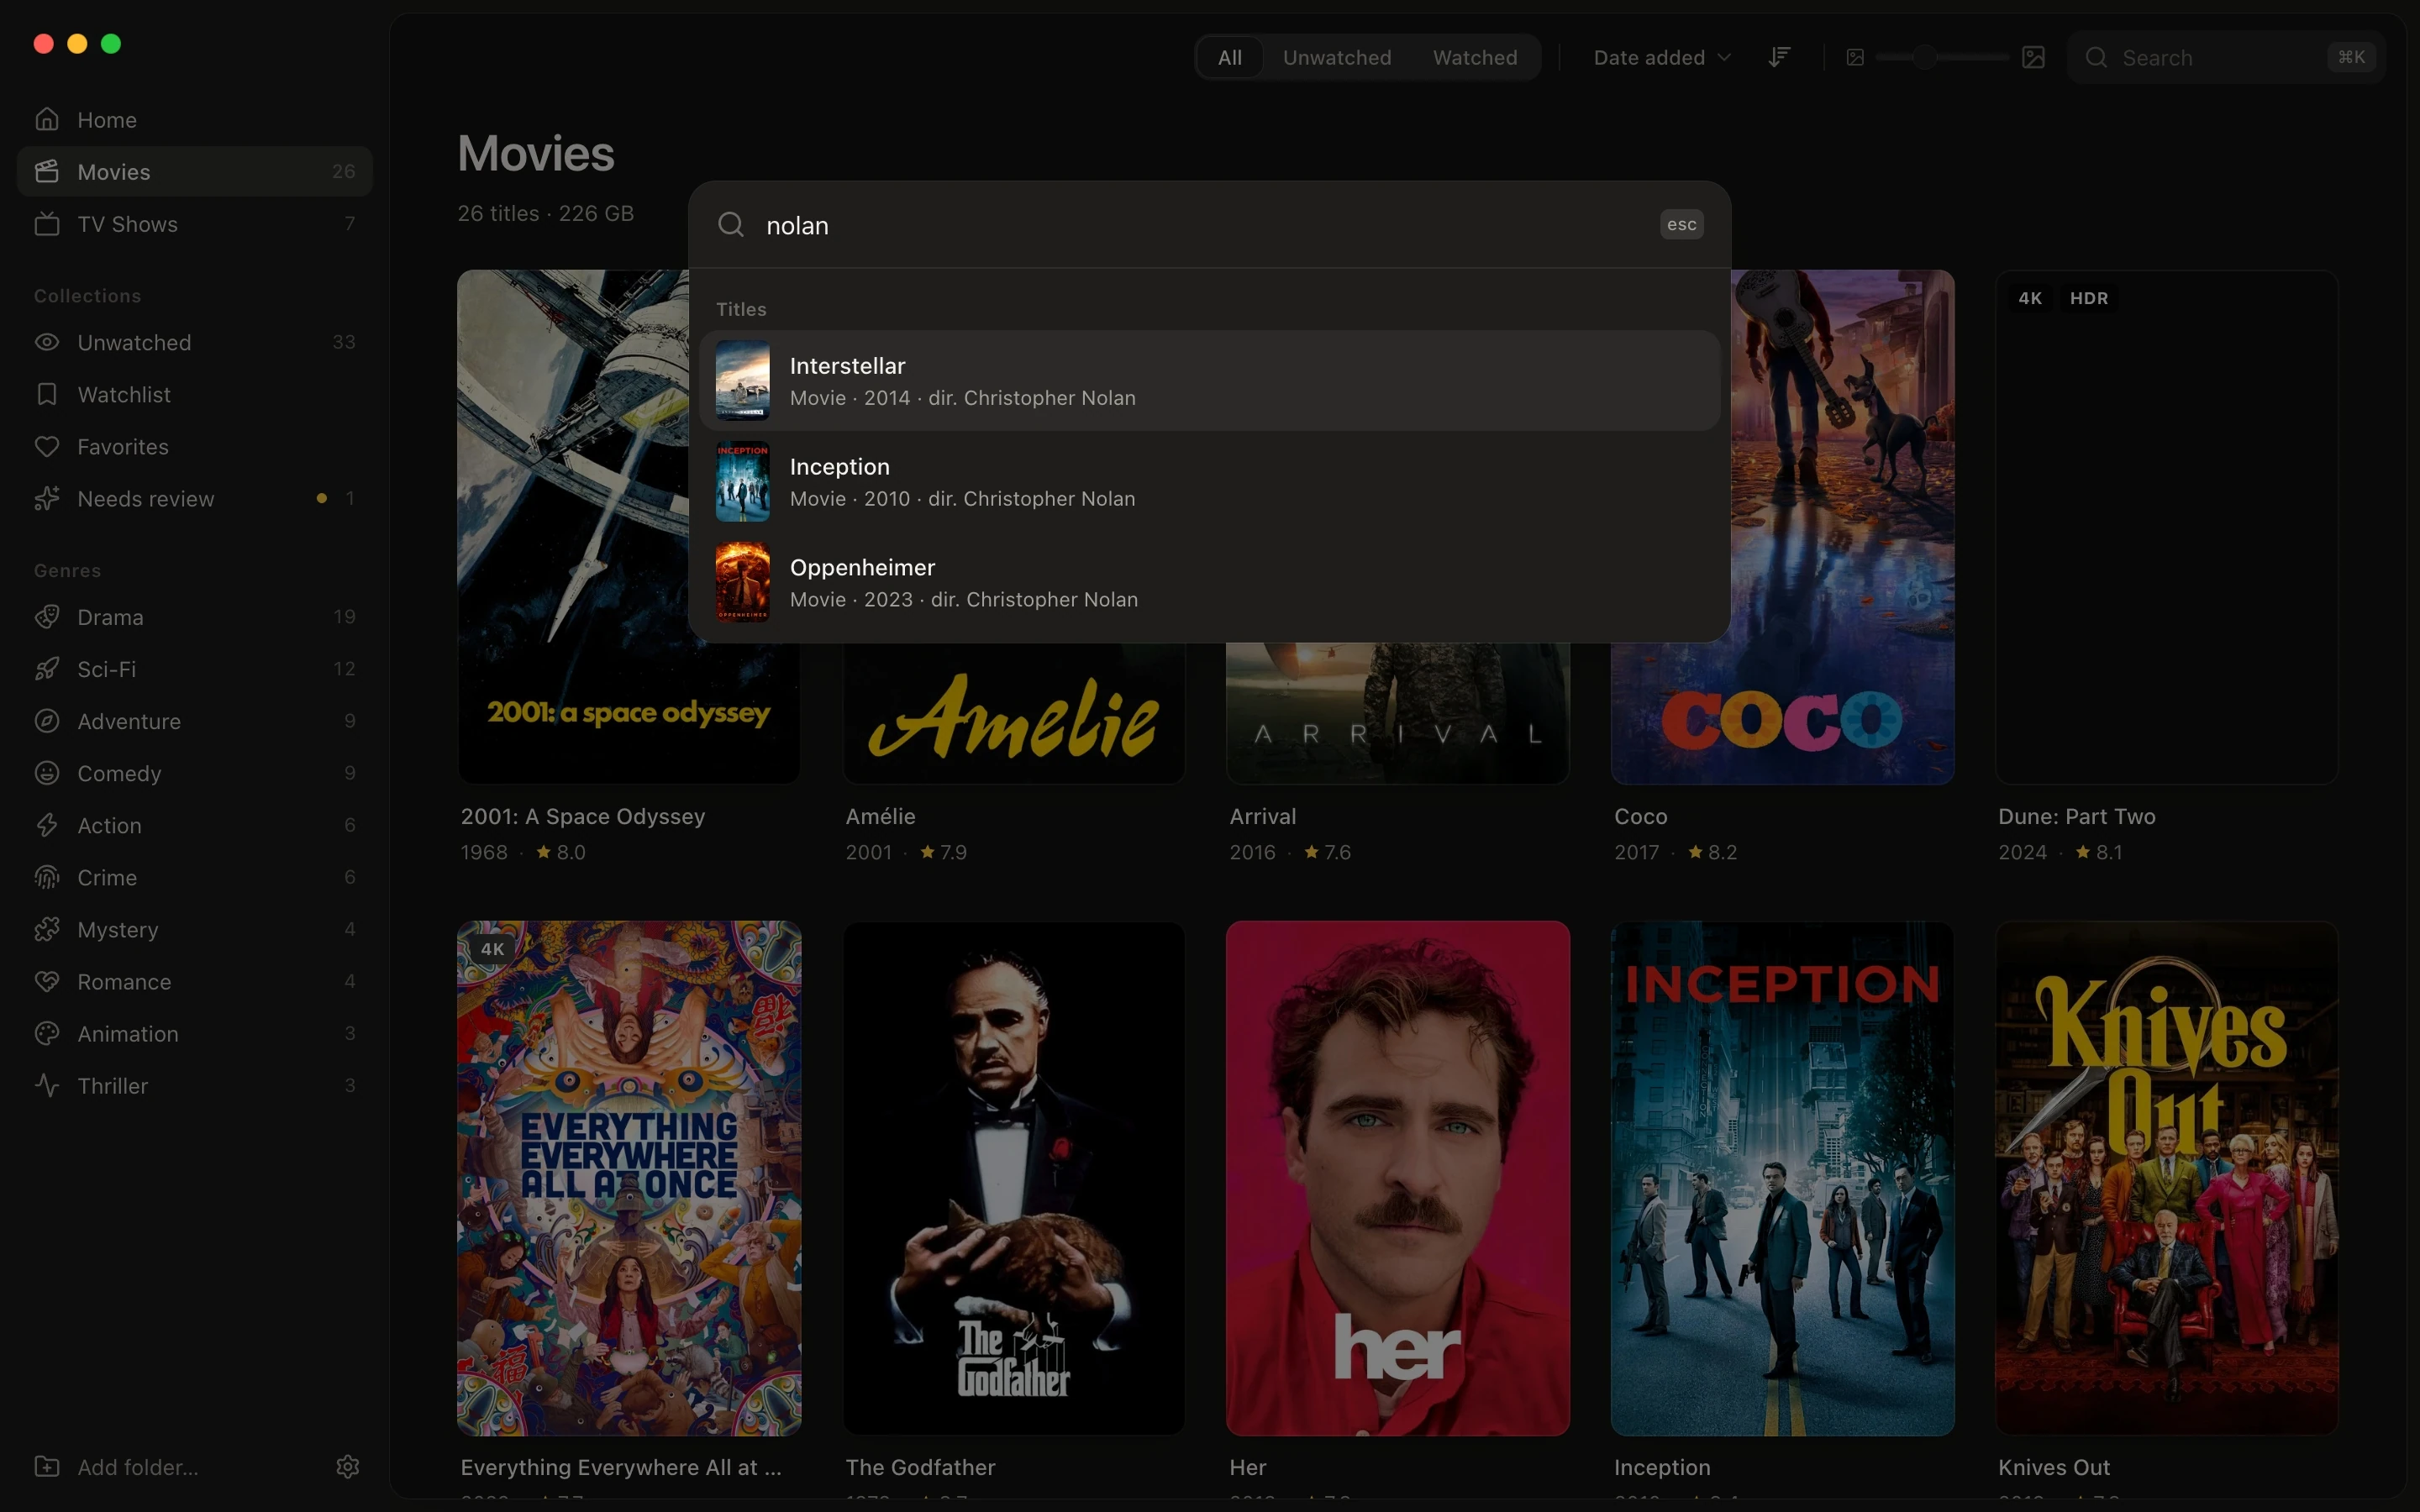 Home
Movies 26
TV Shows 7
Collections
Unwatched 33
Watchlist
Favorites
Needs review 1
Genres
Drama 19
Sci-Fi 12
Adventure 9
Comedy 9
Action 6
Crime 6
Mystery 4
Romance 4
Animation 3
Thriller 3
Add folder...
All Unwatched Watched
Date added
Search ⌘K
Movies
26 titles · 226 GB
nolan esc
Titles
Interstellar
Movie · 2014 · dir. Christopher Nolan
INCEPTION
Inception
Movie · 2010 · dir. Christopher Nolan
OPPENHEIMER
Oppenheimer
Movie · 2023 · dir. Christopher Nolan
4K HDR
2001: a space odyssey
Amélie
ARRIVAL
COCO
2001: A Space Odyssey
1968 · ★ 8.0
Amélie
2001 · ★ 7.9
Arrival
2016 · ★ 7.6
Coco
2017 · ★ 8.2
Dune: Part Two
2024 · ★ 8.1
4K
EVERYTHING
EVERYWHERE
ALL AT ONCE
The
Godfather
her
INCEPTION
Knives
Out
Everything Everywhere All at ...
The Godfather
Her
Inception
Knives Out